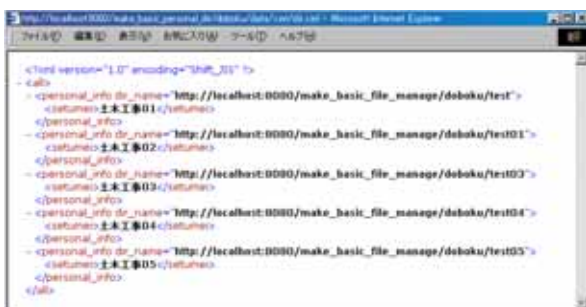 http://localhost:8080/make_basic_personal_dir/doboku/data/ - Microsoft Internet Explorer
ファイル(F) 編集(E) 表示(V) お気に入り(A) ツール(T) ヘルプ(H)
<?xml version="1.0" encoding="Shift_JIS" ?>
- <all>
- <personal_info dir_name="http://localhost:8080/make_basic_file_manage/doboku/test">
<setumei>土木工事01</setumei>
</personal_info>
- <personal_info dir_name="http://localhost:8080/make_basic_file_manage/doboku/test01">
<setumei>土木工事02</setumei>
</personal_info>
- <personal_info dir_name="http://localhost:8080/make_basic_file_manage/doboku/test03">
<setumei>土木工事03</setumei>
</personal_info>
- <personal_info dir_name="http://localhost:8080/make_basic_file_manage/doboku/test04">
<setumei>土木工事04</setumei>
</personal_info>
- <personal_info dir_name="http://localhost:8080/make_basic_file_manage/doboku/test05">
<setumei>土木工事05</setumei>
</personal_info>
</all>